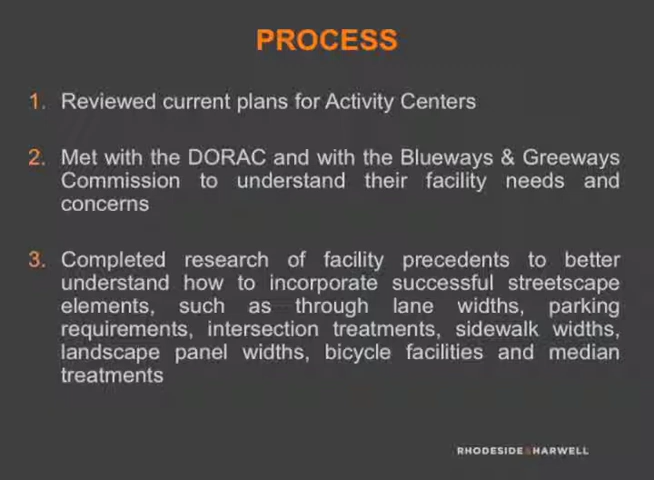 PROCESS
1. Reviewed current plans for Activity Centers
2. Met with the DORAC and with the Blueways & Greeways
Commission to understand their facility needs and
concerns
3. Completed research of facility precedents to better
understand how to incorporate successful streetscape
elements, such as through lane widths, parking
requirements, intersection treatments, sidewalk widths,
landscape panel widths, bicycle facilities and median
treatments
RHODESIDE&HARWELL